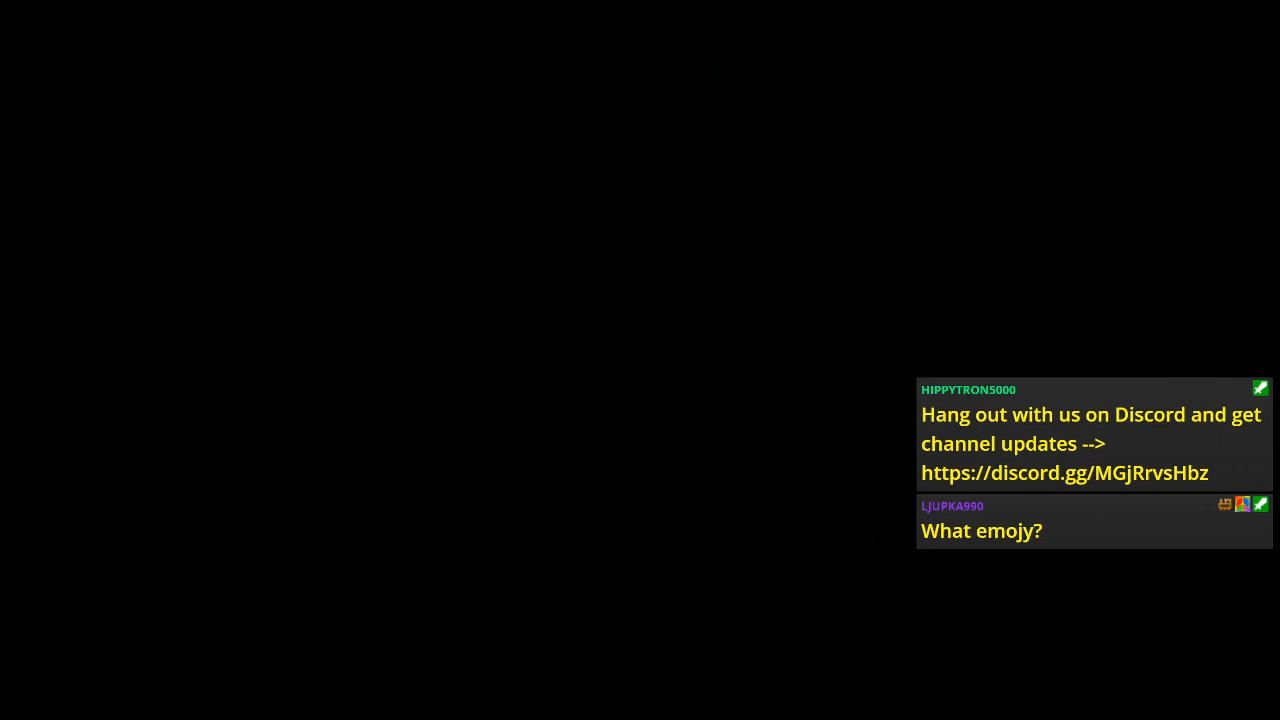 HIPPYTRON5000
Hang out with us on Discord and get
channel updates -->
https://discord.gg/MGjRrvsHbz
LJUPKA990
What emojy?